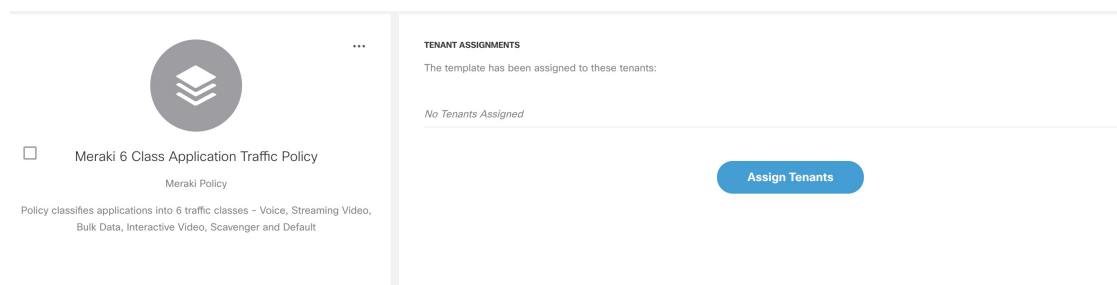 Meraki 6 Class Application Traffic Policy
Meraki Policy
Policy classifies applications into 6 traffic classes - Voice, Streaming Video,
Bulk Data, Interactive Video, Scavenger and Default
TENANT ASSIGNMENTS
The template has been assigned to these tenants:
No Tenants Assigned
Assign Tenants